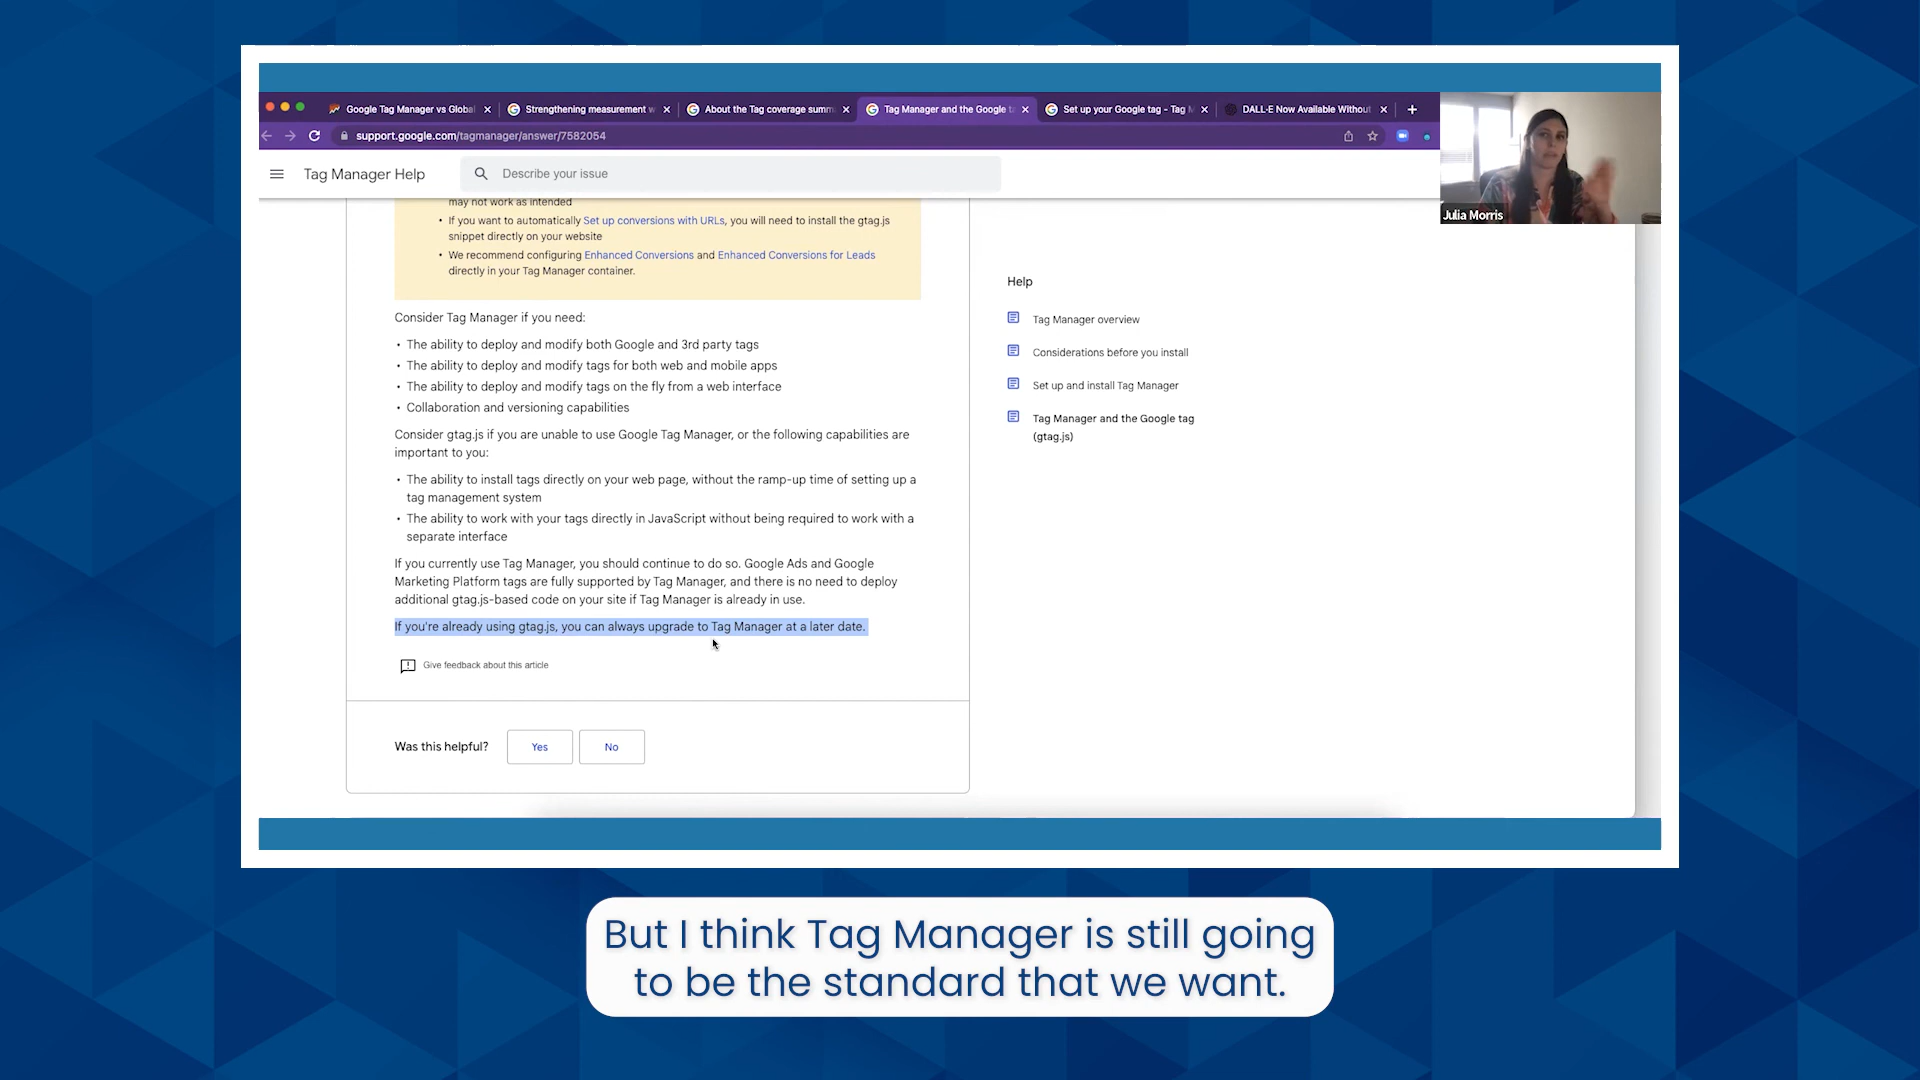 Google Tag Manager vs Globa
Strengthening measurement w
About the Tag coverage summ
Tag Manager and the Google ta
Set up your Google tag - Tag M
DALL·E Now Available Without
support.google.com/tagmanager/answer/7582054
Tag Manager Help
Describe your issue
Julia Morris
may not work as intended
• If you want to automatically Set up conversions with URLs, you will need to install the gtag.js
snippet directly on your website
• We recommend configuring Enhanced Conversions and Enhanced Conversions for Leads
directly in your Tag Manager container.
Consider Tag Manager if you need:
• The ability to deploy and modify both Google and 3rd party tags
• The ability to deploy and modify tags for both web and mobile apps
• The ability to deploy and modify tags on the fly from a web interface
• Collaboration and versioning capabilities
Consider gtag.js if you are unable to use Google Tag Manager, or the following capabilities are
important to you:
• The ability to install tags directly on your web page, without the ramp-up time of setting up a
tag management system
• The ability to work with your tags directly in JavaScript without being required to work with a
separate interface
If you currently use Tag Manager, you should continue to do so. Google Ads and Google
Marketing Platform tags are fully supported by Tag Manager, and there is no need to deploy
additional gtag.js-based code on your site if Tag Manager is already in use.
If you're already using gtag.js, you can always upgrade to Tag Manager at a later date.
Give feedback about this article
Was this helpful?
Yes
No
Help
Tag Manager overview
Considerations before you install
Set up and install Tag Manager
Tag Manager and the Google tag
(gtag.js)
But I think Tag Manager is still going
to be the standard that we want.